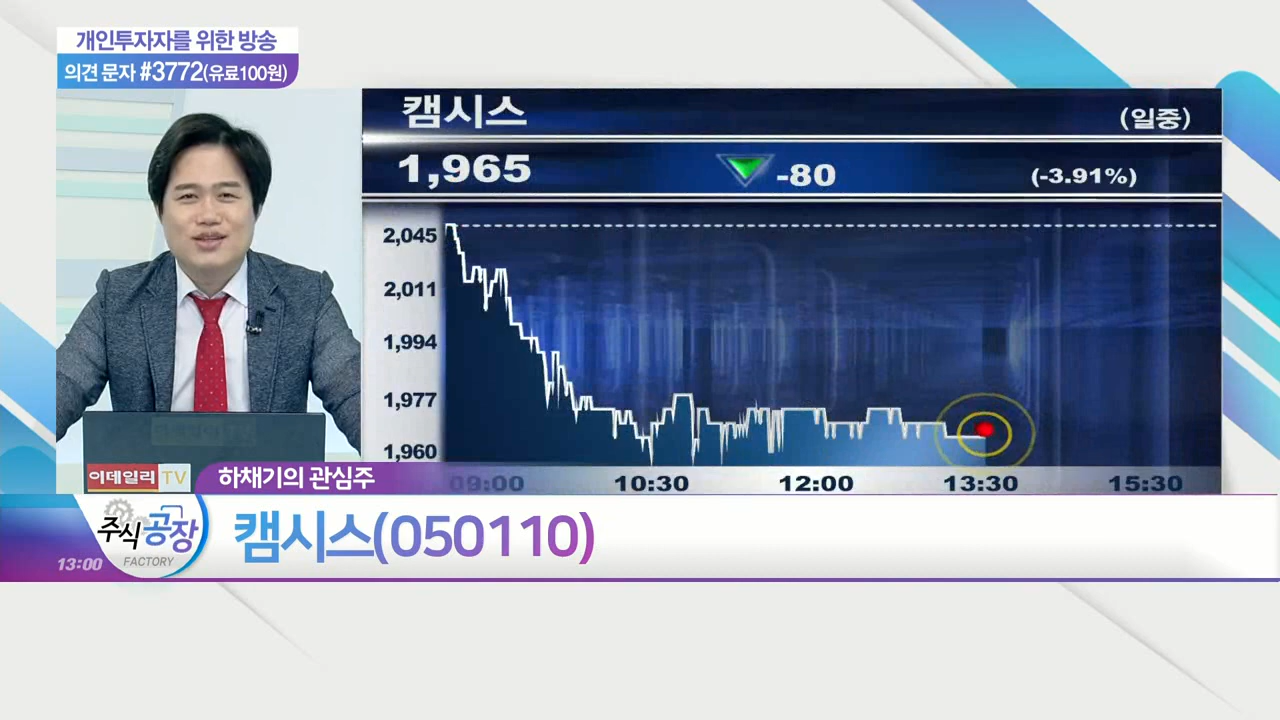 개인투자자를 위한 방송
의견 문자 #3772(유료100원)
캠시스
(일중)
1,965
-80
(-3.91%)
2,045
2,011
1,994
1,977
1,960
09:00 10:30 12:00 13:30 15:30
이데일리 TV
하채기의 관심주
주식공장
FACTORY
13:00
캠시스(050110)